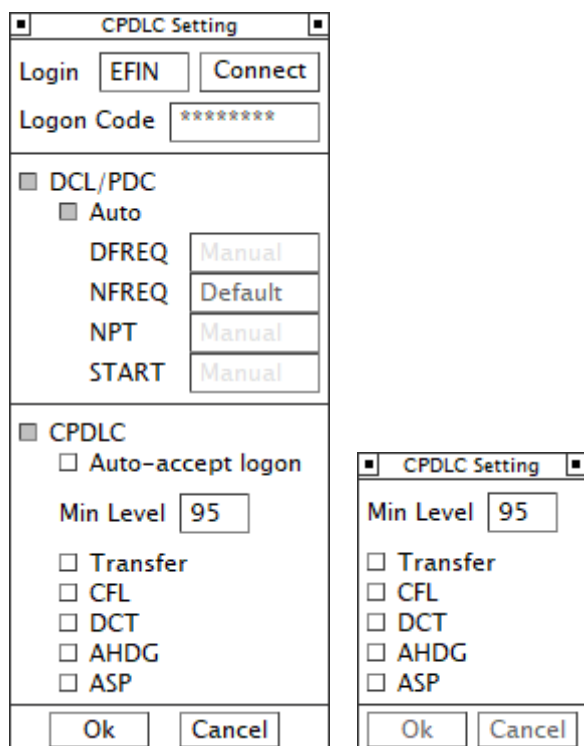 CPDLC Setting
Login EFIN Connect
Logon Code ********
DCL/PDC
Auto
DFREQ Manual
NFREQ Default
NPT Manual
START Manual
CPDLC
Auto-accept logon
Min Level 95
Transfer
CFL
DCT
AHDG
ASP
Ok Cancel
CPDLC Setting
Min Level 95
Transfer
CFL
DCT
AHDG
ASP
Ok Cancel